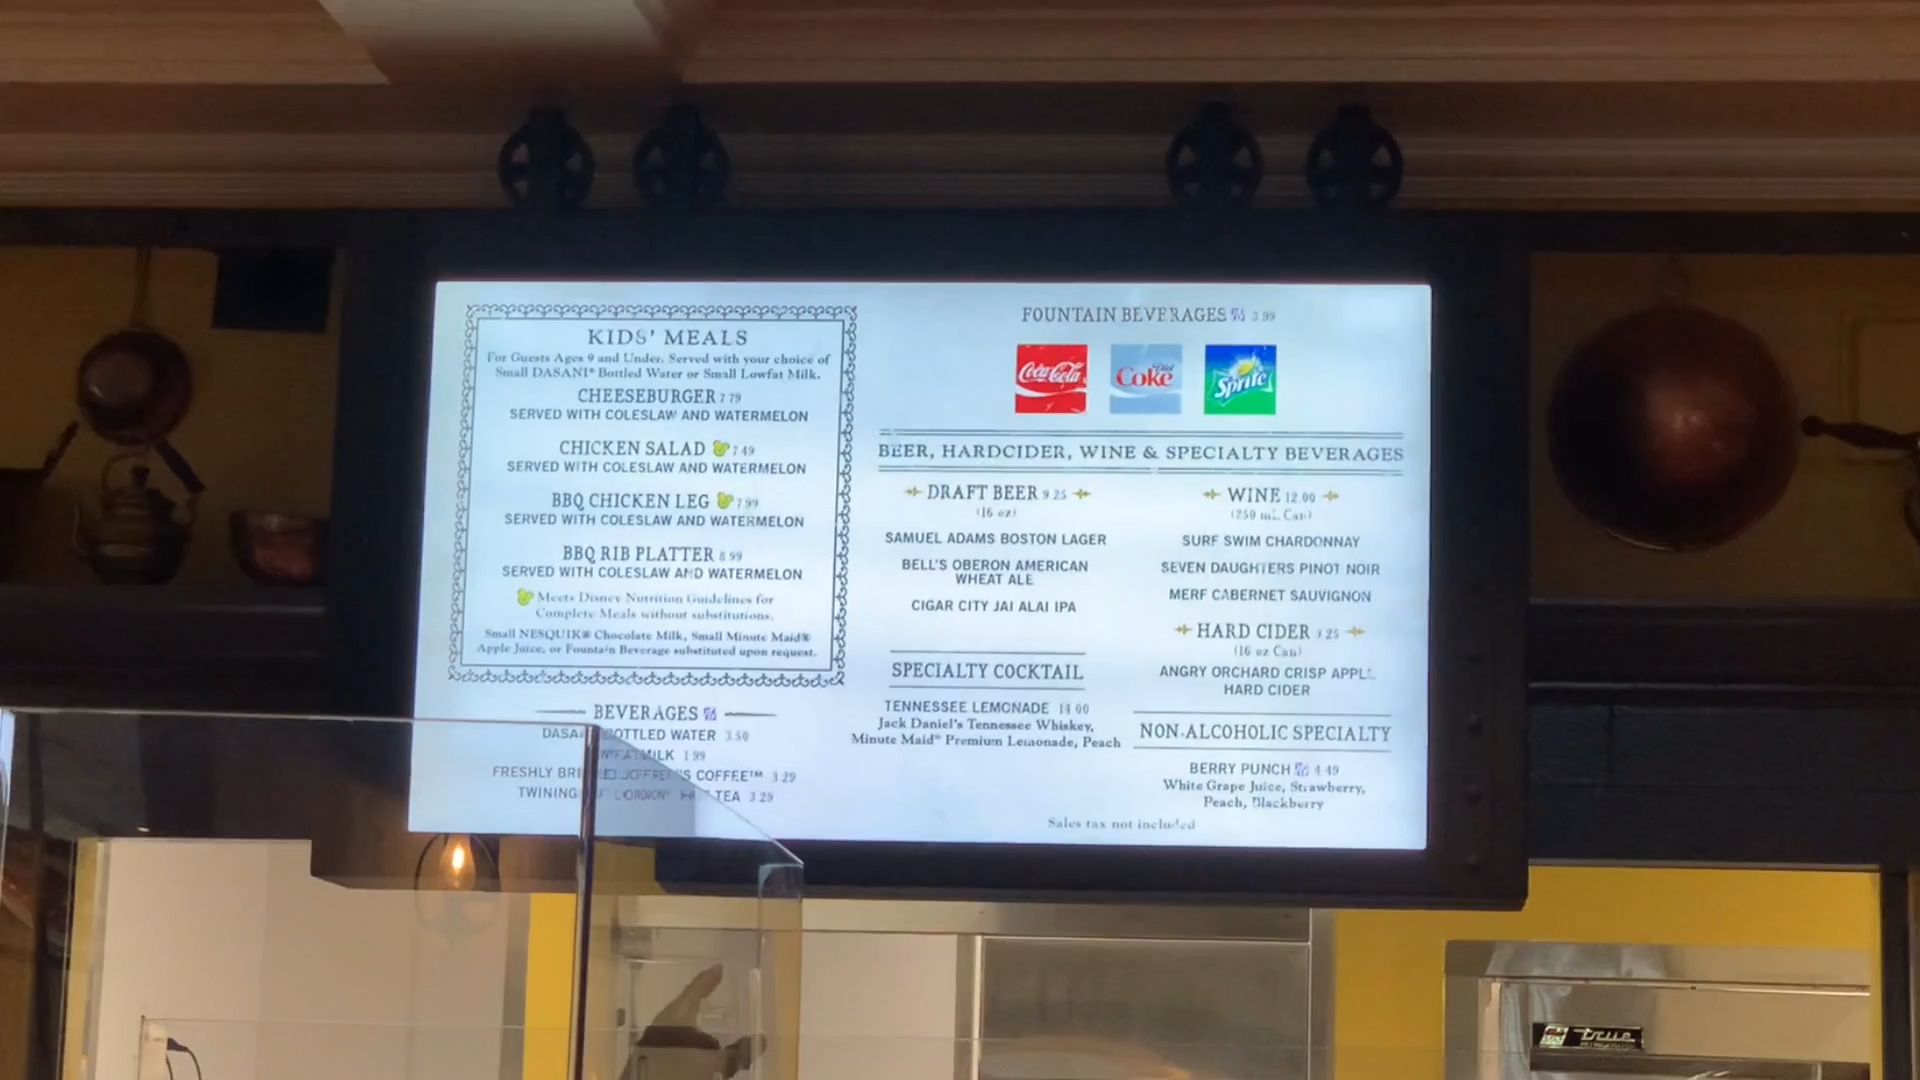 KIDS' MEALS
For Guests Ages 9 and Under. Served with your choice of
Small DASANI® Bottled Water or Small Lowfat Milk.
CHEESEBURGER 7.79
SERVED WITH COLESLAW AND WATERMELON
CHICKEN SALAD 7.49
SERVED WITH COLESLAW AND WATERMELON
BBQ CHICKEN LEG 7.99
SERVED WITH COLESLAW AND WATERMELON
BBQ RIB PLATTER 8.99
SERVED WITH COLESLAW AND WATERMELON
Meets Disney Nutrition Guidelines for
Complete Meals without substitutions.
Small NESQUIK® Chocolate Milk, Small Minute Maid®
Apple Juice, or Fountain Beverage substituted upon request.
BEVERAGES
BOTTLED WATER 3.50
MILK 1.99
FRESHLY COFFEE™ 3.29
TEA 3.29
FOUNTAIN BEVERAGES 3.99
Coca-Cola
Diet Coke
Sprite
BEER, HARDCIDER, WINE & SPECIALTY BEVERAGES
DRAFT BEER 9.25
(16 oz)
SAMUEL ADAMS BOSTON LAGER
BELL'S OBERON AMERICAN
WHEAT ALE
CIGAR CITY JAI ALAI IPA
SPECIALTY COCKTAIL
TENNESSEE LEMONADE 14.00
Jack Daniel's Tennessee Whiskey,
Minute Maid® Premium Lemonade, Peach
WINE 12.00
(250 mL Can)
SURF SWIM CHARDONNAY
SEVEN DAUGHTERS PINOT NOIR
MERF CABERNET SAUVIGNON
HARD CIDER 9.25
(16 oz Can)
ANGRY ORCHARD CRISP APPLE
HARD CIDER
NON-ALCOHOLIC SPECIALTY
BERRY PUNCH 4.49
White Grape Juice, Strawberry,
Peach, Blackberry
Sales tax not included
true